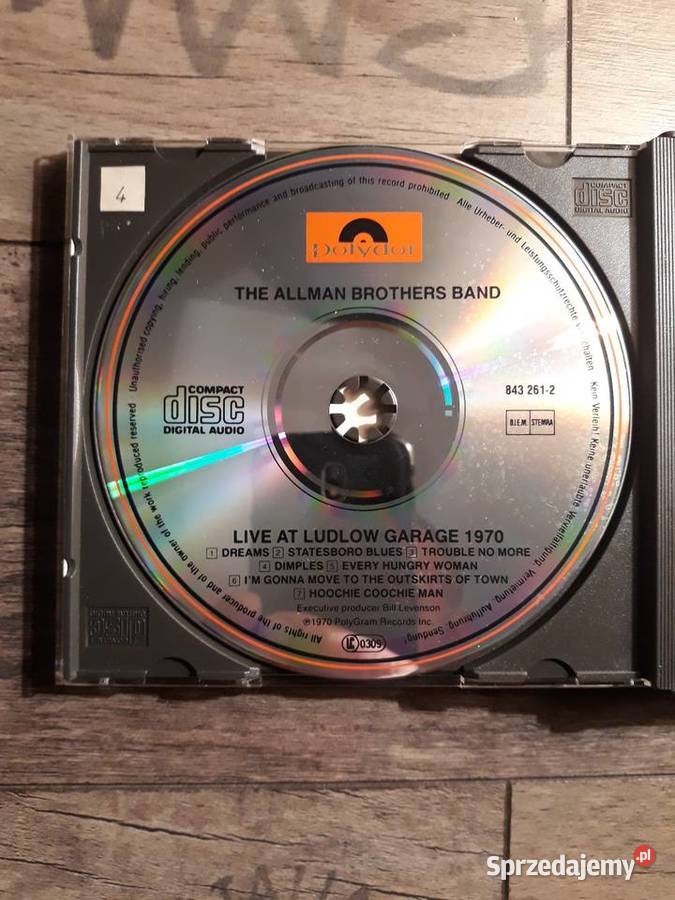 4
COMPACT
disc
DIGITAL AUDIO
Unauthorised copying, hiring, lending, public performance and broadcasting of this record prohibited
Alle Urheber- und Leistungsschutzrechte vorbehalten
Kein Verleih! Keine unerlaubte Vervielfältigung, Vermietung, Aufführung, Sendung!
Polydor
THE ALLMAN BROTHERS BAND
COMPACT
disc
DIGITAL AUDIO
843 261-2
B.I.E.M. STEMRA
LIVE AT LUDLOW GARAGE 1970
1 DREAMS 2 STATESBORO BLUES 3 TROUBLE NO MORE
4 DIMPLES 5 EVERY HUNGRY WOMAN
6 I'M GONNA MOVE TO THE OUTSKIRTS OF TOWN
7 HOOCHIE COOCHIE MAN
Executive producer Bill Levenson
℗1970 PolyGram Records Inc.
LC 0309
All rights of the producer and of the owner of the work reproduced reserved
Sprzedajemy.pl